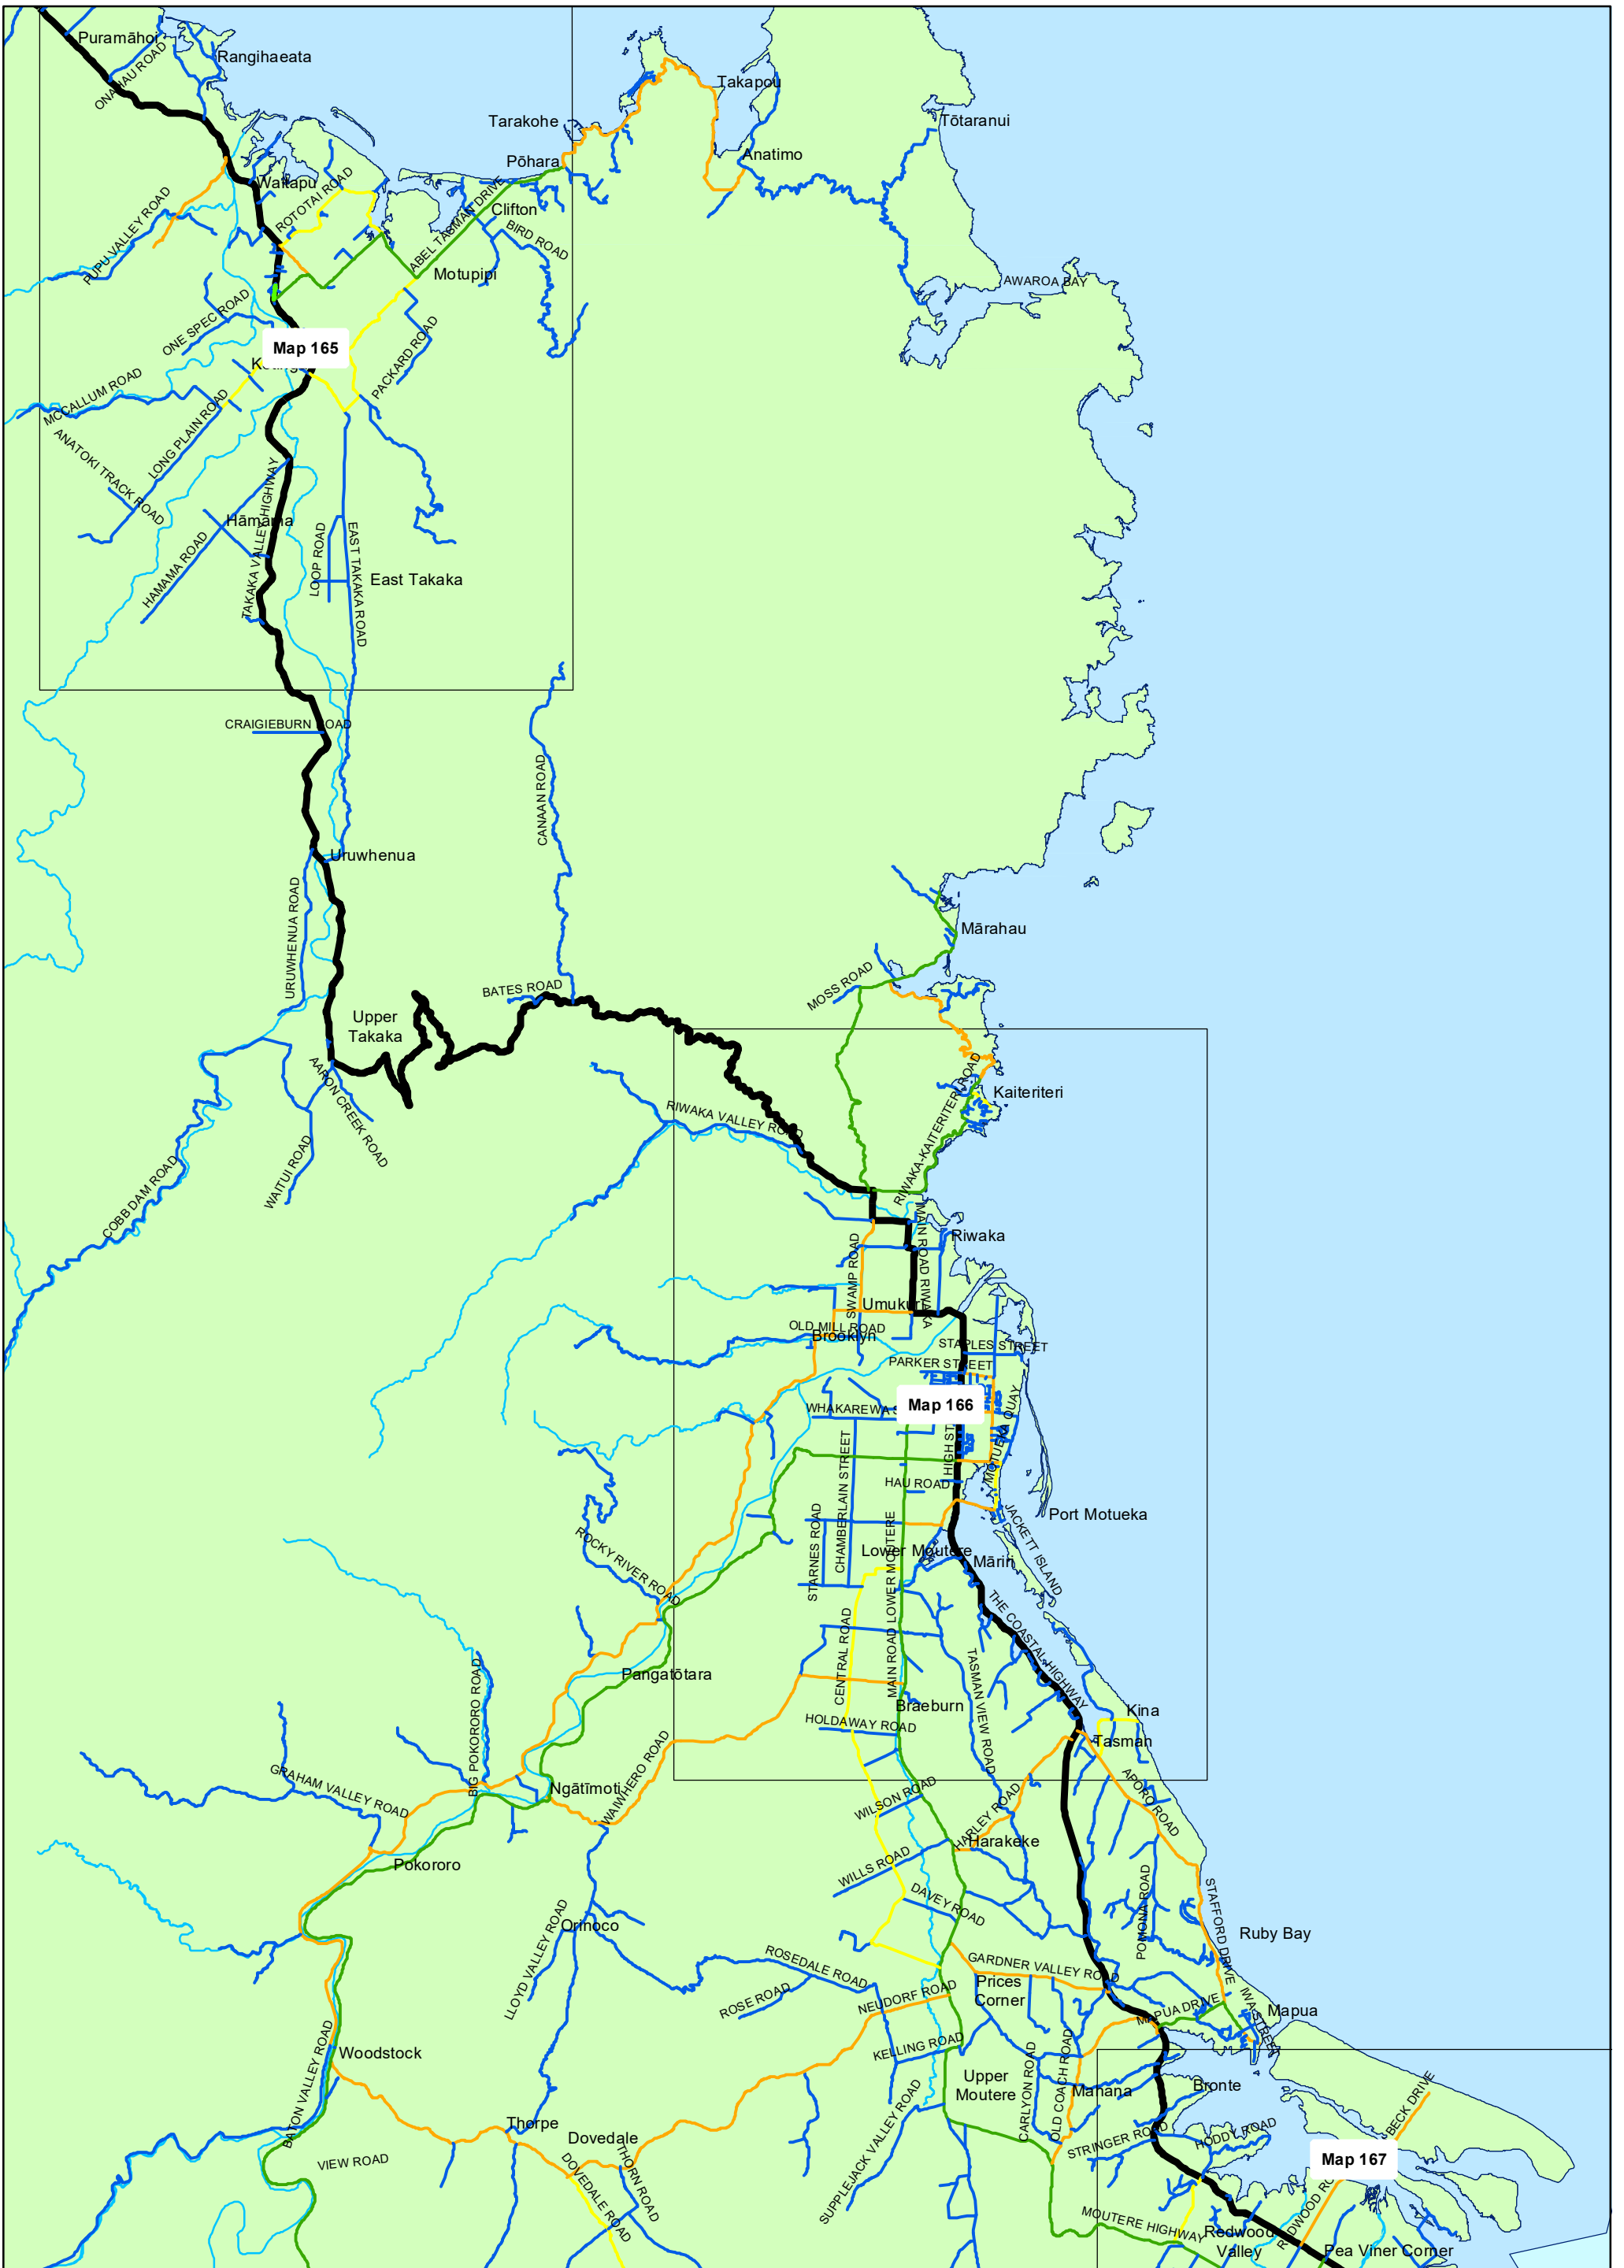 Puramāhoi
Rangihaeata
ONAHAU ROAD
Takapou
Tarakohe
Tōtaranui
Pōhara
Anatimo
Waitapu
ROTOTAI ROAD
PUPU VALLEY ROAD
ABEL TASMAN DRIVE
Clifton
BIRD ROAD
Motupipi
AWAROA BAY
ONE SPEC ROAD
Map 165
PACKARD ROAD
MCCALLUM ROAD
LONG PLAIN ROAD
ANATOKI TRACK ROAD
TAKAKA VALLEY HIGHWAY
Hāmama
HAMAMA ROAD
LOOP ROAD
EAST TAKAKA ROAD
East Takaka
CRAIGIEBURN ROAD
CANAAN ROAD
Uruwhenua
URUWHENUA ROAD
Mārahau
MOSS ROAD
BATES ROAD
Upper
Takaka
AARON CREEK ROAD
RIWAKA VALLEY ROAD
RIWAKA-KAITERITERI ROAD
Kaiteriteri
WAITUI ROAD
COBB DAM ROAD
MAIN ROAD RIWAKA
Riwaka
SWAMP ROAD
Umukuri
OLD MILL ROAD
Brooklyn
STAPLES STREET
PARKER STREET
Map 166
WHAKAREWA S
HIGH ST
MOTUEKA QUAY
CHAMBERLAIN STREET
HAU ROAD
STARNES ROAD
MAIN ROAD LOWER MOUTERE
Port Motueka
JACKETT ISLAND
Lower Moutere
Māriri
ROCKY RIVER ROAD
THE COASTAL HIGHWAY
CENTRAL ROAD
TASMAN VIEW ROAD
Pangatōtara
BIG POKORORO ROAD
Braeburn
HOLDAWAY ROAD
Kina
Tasman
WAIWHERO ROAD
GRAHAM VALLEY ROAD
Ngātīmoti
WILSON ROAD
HARLEY ROAD
APORO ROAD
Harakeke
WILLS ROAD
Pokororo
DAVEY ROAD
POMONA ROAD
STAFFORD DRIVE
Orinoco
LLOYD VALLEY ROAD
Ruby Bay
ROSEDALE ROAD
GARDNER VALLEY ROAD
ROSE ROAD
NEUDORF ROAD
Prices
Corner
MAPUA DRIVE
IWA STREET
Mapua
BATON VALLEY ROAD
Woodstock
KELLING ROAD
Upper
Moutere
CARLYON ROAD
OLD COACH ROAD
Mahana
Bronte
BECK DRIVE
Thorpe
Dovedale
SUPPLEJACK VALLEY ROAD
STRINGER ROAD
HODDY ROAD
Map 167
VIEW ROAD
DOVEDALE ROAD
THORN ROAD
MOUTERE HIGHWAY
Redwood
Valley
Pea Viner Corner